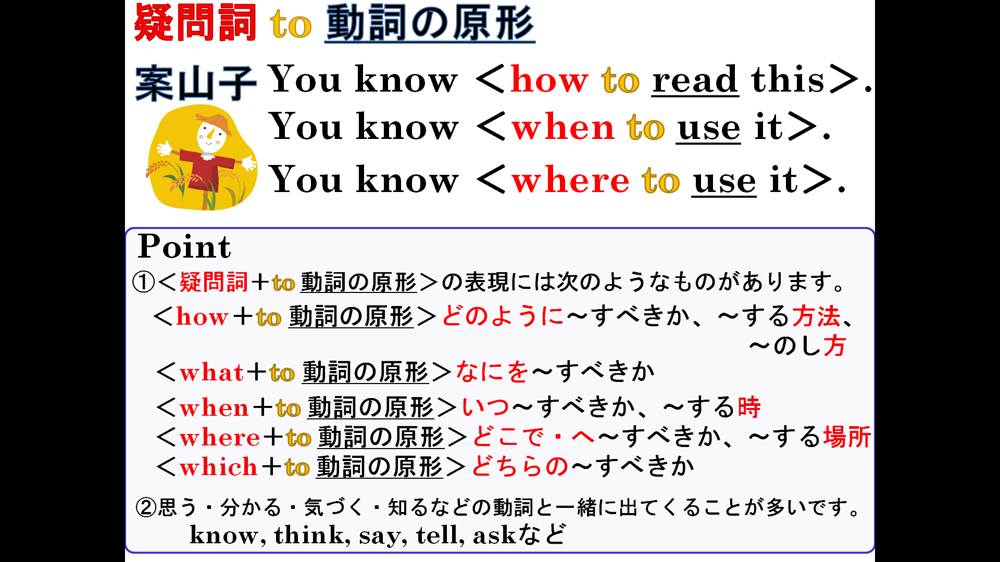 疑問詞 to 動詞の原形
案山子 You know ＜how to read this＞.
You know ＜when to use it＞.
You know ＜where to use it＞.
Point
①＜疑問詞＋to 動詞の原形＞の表現には次のようなものがあります。
＜how＋to 動詞の原形＞どのように～すべきか、～する方法、
～のし方
＜what＋to 動詞の原形＞なにを～すべきか
＜when＋to 動詞の原形＞いつ～すべきか、～する時
＜where＋to 動詞の原形＞どこで・へ～すべきか、～する場所
＜which＋to 動詞の原形＞どちらの～すべきか
②思う・分かる・気づく・知るなどの動詞と一緒に出てくることが多いです。
know, think, say, tell, askなど